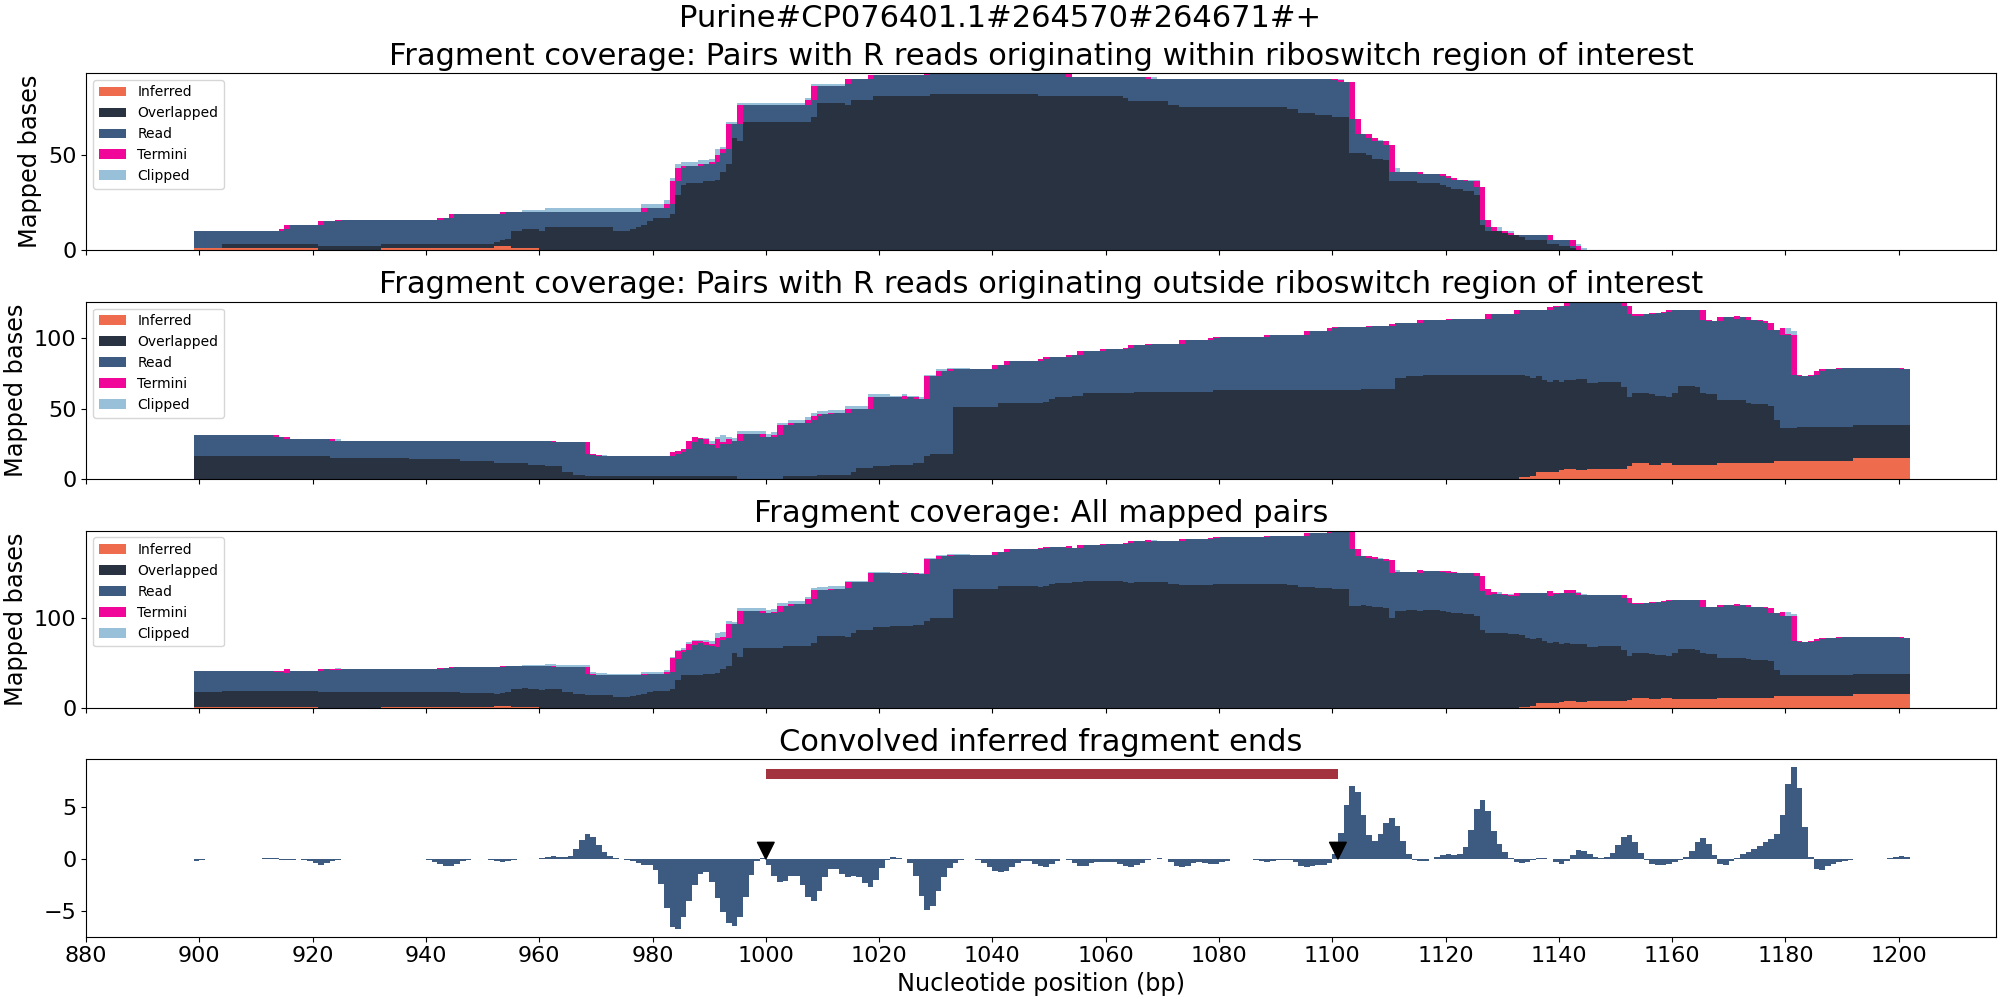 Purine#CP076401.1#264570#264671#+
Fragment coverage: Pairs with R reads originating within riboswitch region of interest
Mapped bases
50
0
Inferred
Overlapped
Read
Termini
Clipped
Fragment coverage: Pairs with R reads originating outside riboswitch region of interest
Mapped bases
100
50
0
Inferred
Overlapped
Read
Termini
Clipped
Fragment coverage: All mapped pairs
Mapped bases
100
0
Inferred
Overlapped
Read
Termini
Clipped
Convolved inferred fragment ends
5
0
−5
880 900 920 940 960 980 1000 1020 1040 1060 1080 1100 1120 1140 1160 1180 1200
Nucleotide position (bp)